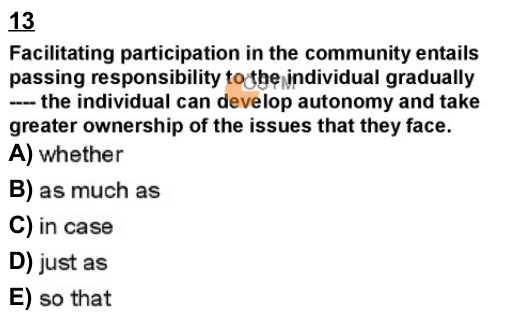 13
Facilitating participation in the community entails
passing responsibility to the individual gradually
---- the individual can develop autonomy and take
greater ownership of the issues that they face.
A) whether
B) as much as
C) in case
D) just as
E) so that